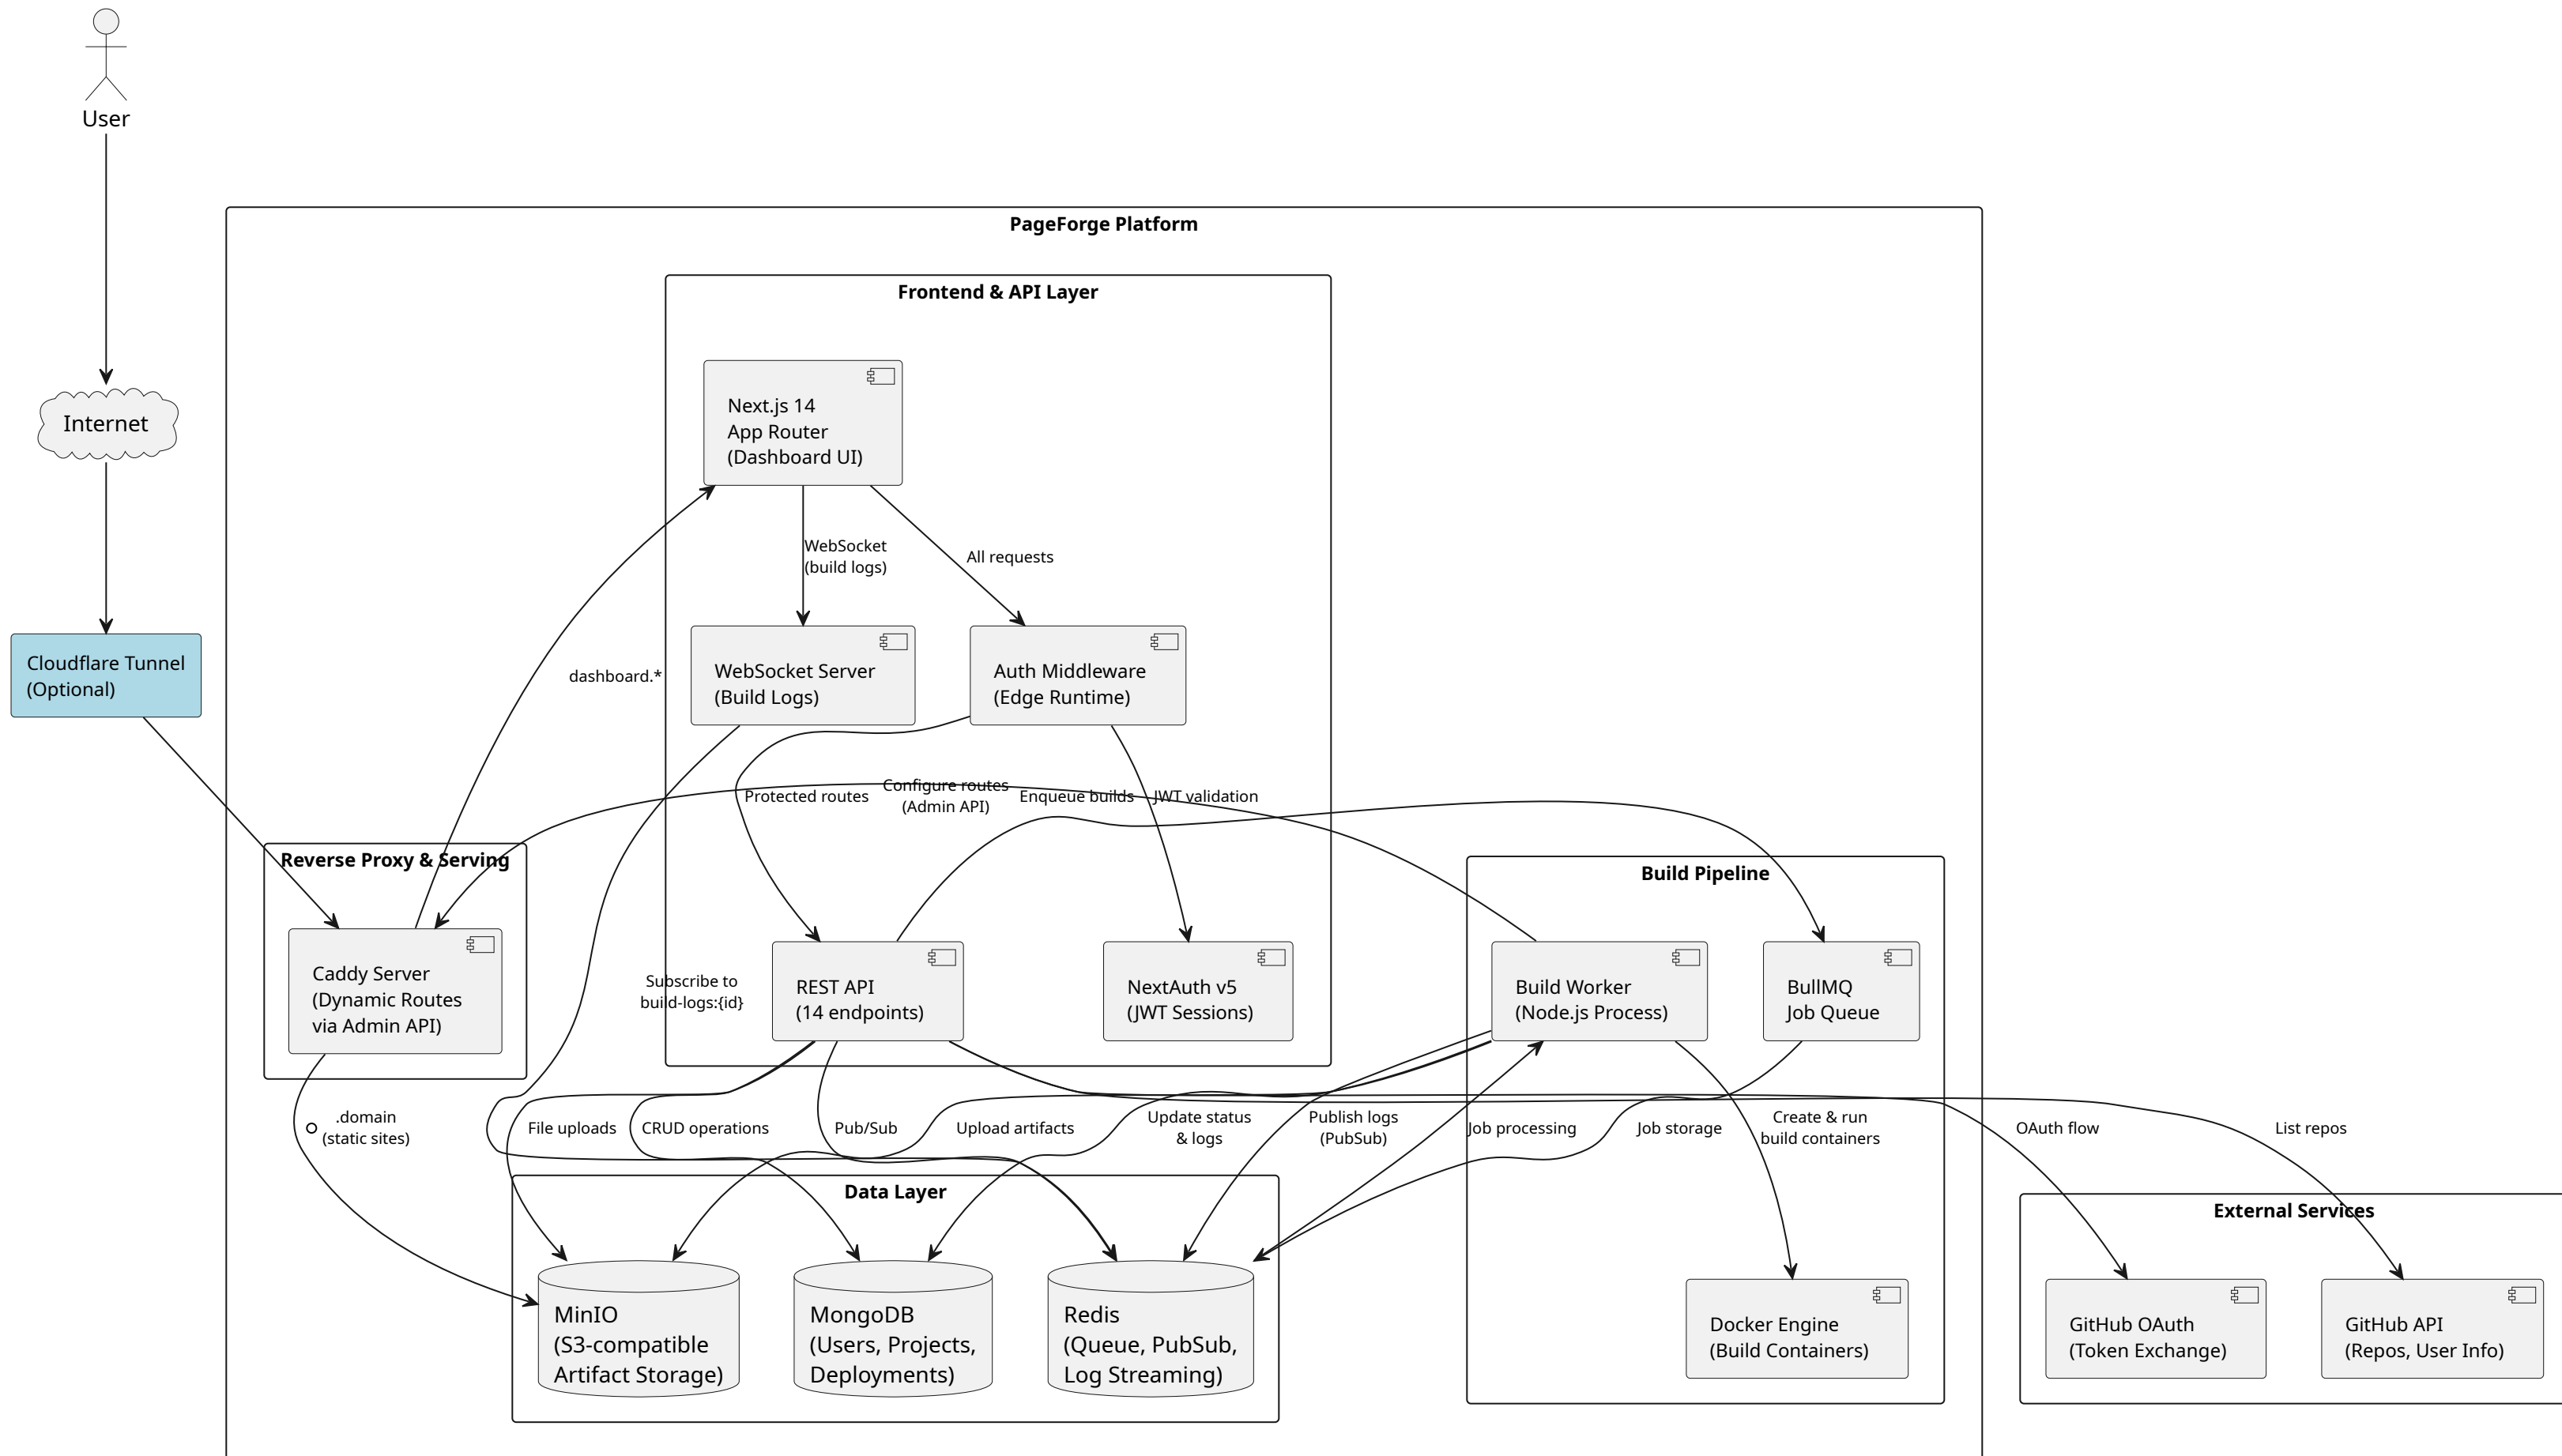 User
PageForge Platform
Frontend & API Layer
Next.js 14
App Router
(Dashboard UI)
Internet
WebSocket
(build logs)
All requests
Cloudflare Tunnel
(Optional)
dashboard.*
WebSocket Server
(Build Logs)
Auth Middleware
(Edge Runtime)
Protected routes
Configure routes
(Admin API)
Enqueue builds
JWT validation
Reverse Proxy & Serving
Build Pipeline
Caddy Server
(Dynamic Routes
via Admin API)
Subscribe to
build-logs:{id}
REST API
(14 endpoints)
NextAuth v5
(JWT Sessions)
Build Worker
(Node.js Process)
BullMQ
Job Queue
.domain
(static sites)
File uploads
CRUD operations
Pub/Sub
Upload artifacts
Update status
& logs
Publish logs
(PubSub)
Job processing
Job storage
Create & run
build containers
OAuth flow
List repos
Data Layer
External Services
MinIO
(S3-compatible
Artifact Storage)
MongoDB
(Users, Projects,
Deployments)
Redis
(Queue, PubSub,
Log Streaming)
Docker Engine
(Build Containers)
GitHub OAuth
(Token Exchange)
GitHub API
(Repos, User Info)